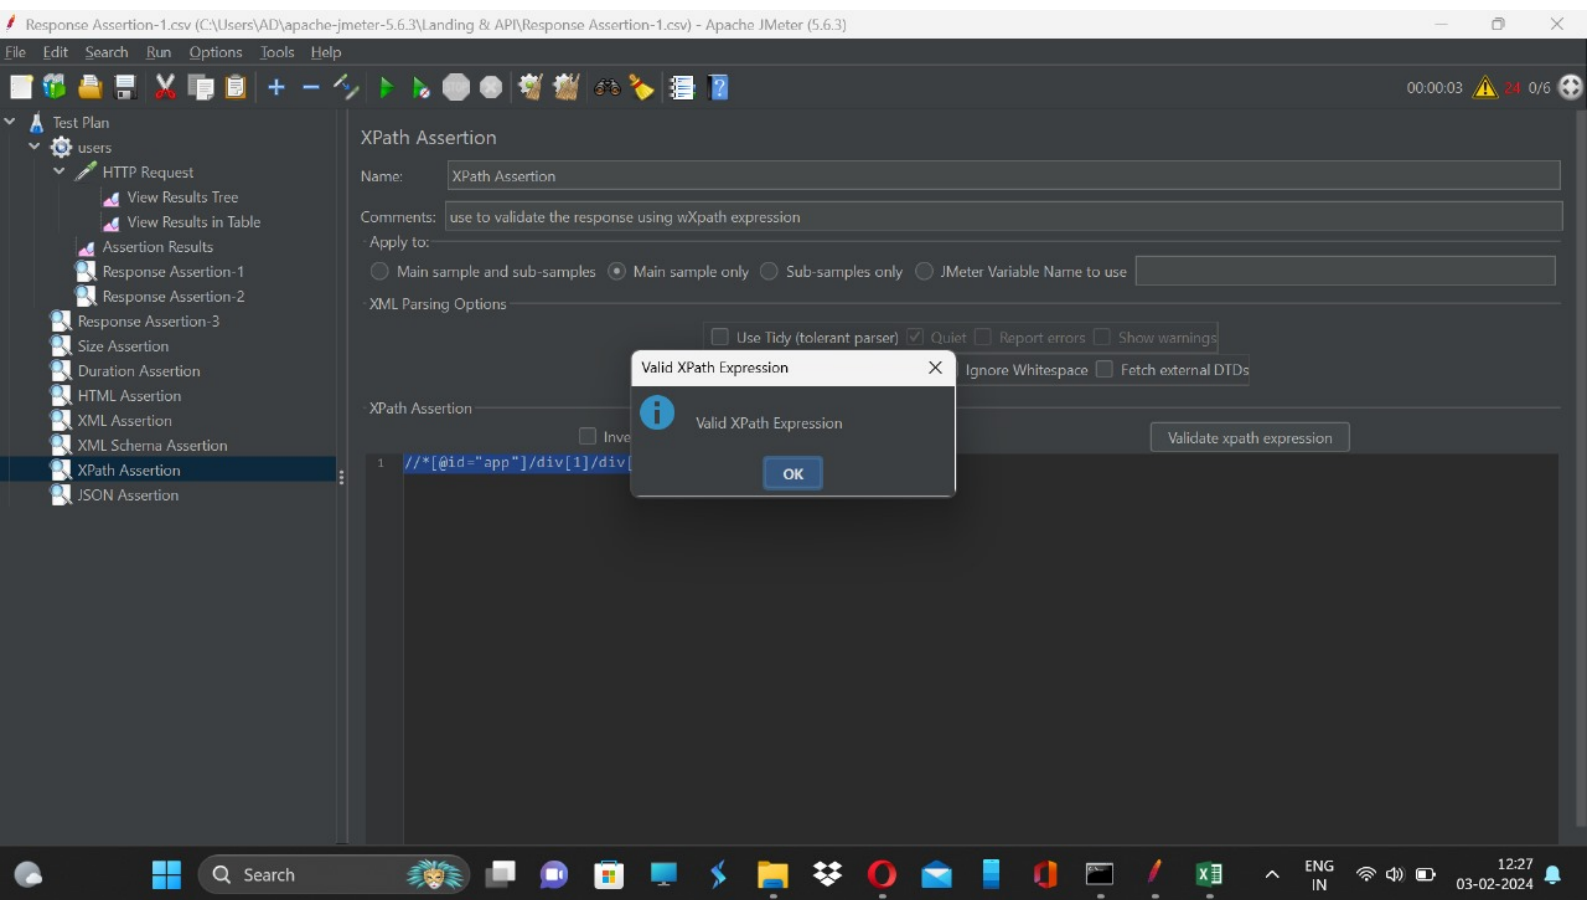 Response Assertion-1.csv (C:\Users\AD\apache-jmeter-5.6.3\Landing & API\Response Assertion-1.csv) - Apache JMeter (5.6.3)
File Edit Search Run Options Tools Help
STOP
00:00:03 24 0/6
Test Plan
users
HTTP Request
View Results Tree
View Results in Table
Assertion Results
Response Assertion-1
Response Assertion-2
Response Assertion-3
Size Assertion
Duration Assertion
HTML Assertion
XML Assertion
XML Schema Assertion
XPath Assertion
JSON Assertion
XPath Assertion
Name: XPath Assertion
Comments: use to validate the response using wXpath expression
Apply to:
Main sample and sub-samples Main sample only Sub-samples only JMeter Variable Name to use
XML Parsing Options
Use Tidy (tolerant parser) Quiet Report errors Show warnings
Ignore Whitespace Fetch external DTDs
XPath Assertion
Inve
Validate xpath expression
1 //*[@id="app"]/div[1]/div[
Valid XPath Expression
Valid XPath Expression
OK
Search
ENG
IN
12:27
03-02-2024